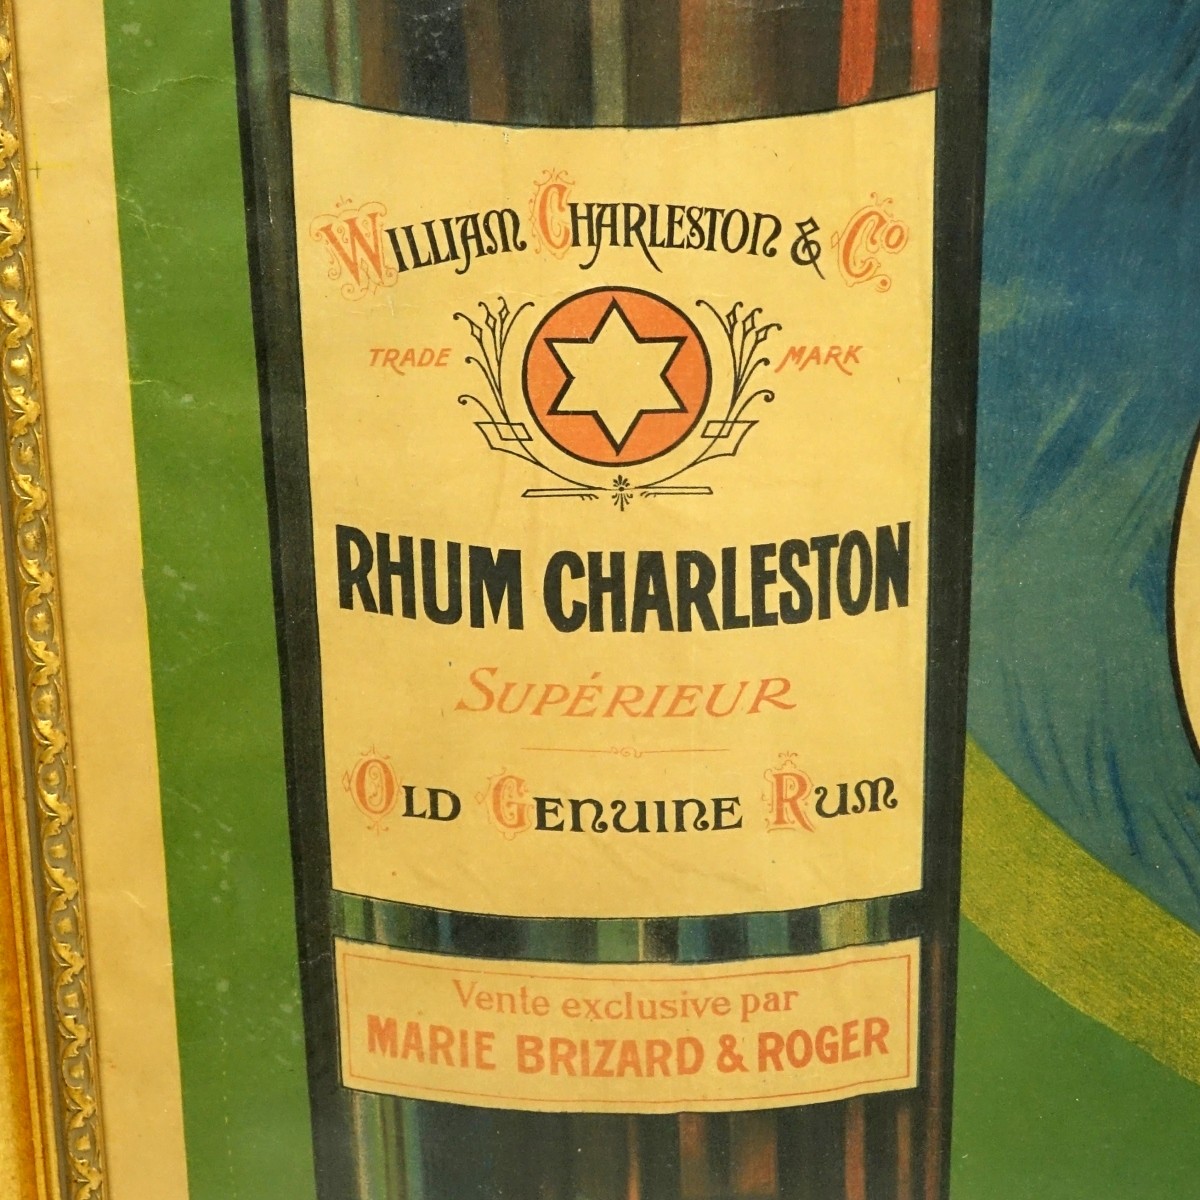 William Charleston & Co.
TRADE MARK
RHUM CHARLESTON
SUPÉRIEUR
Old Genuine Rum
Vente exclusive par
MARIE BRIZARD & ROGER